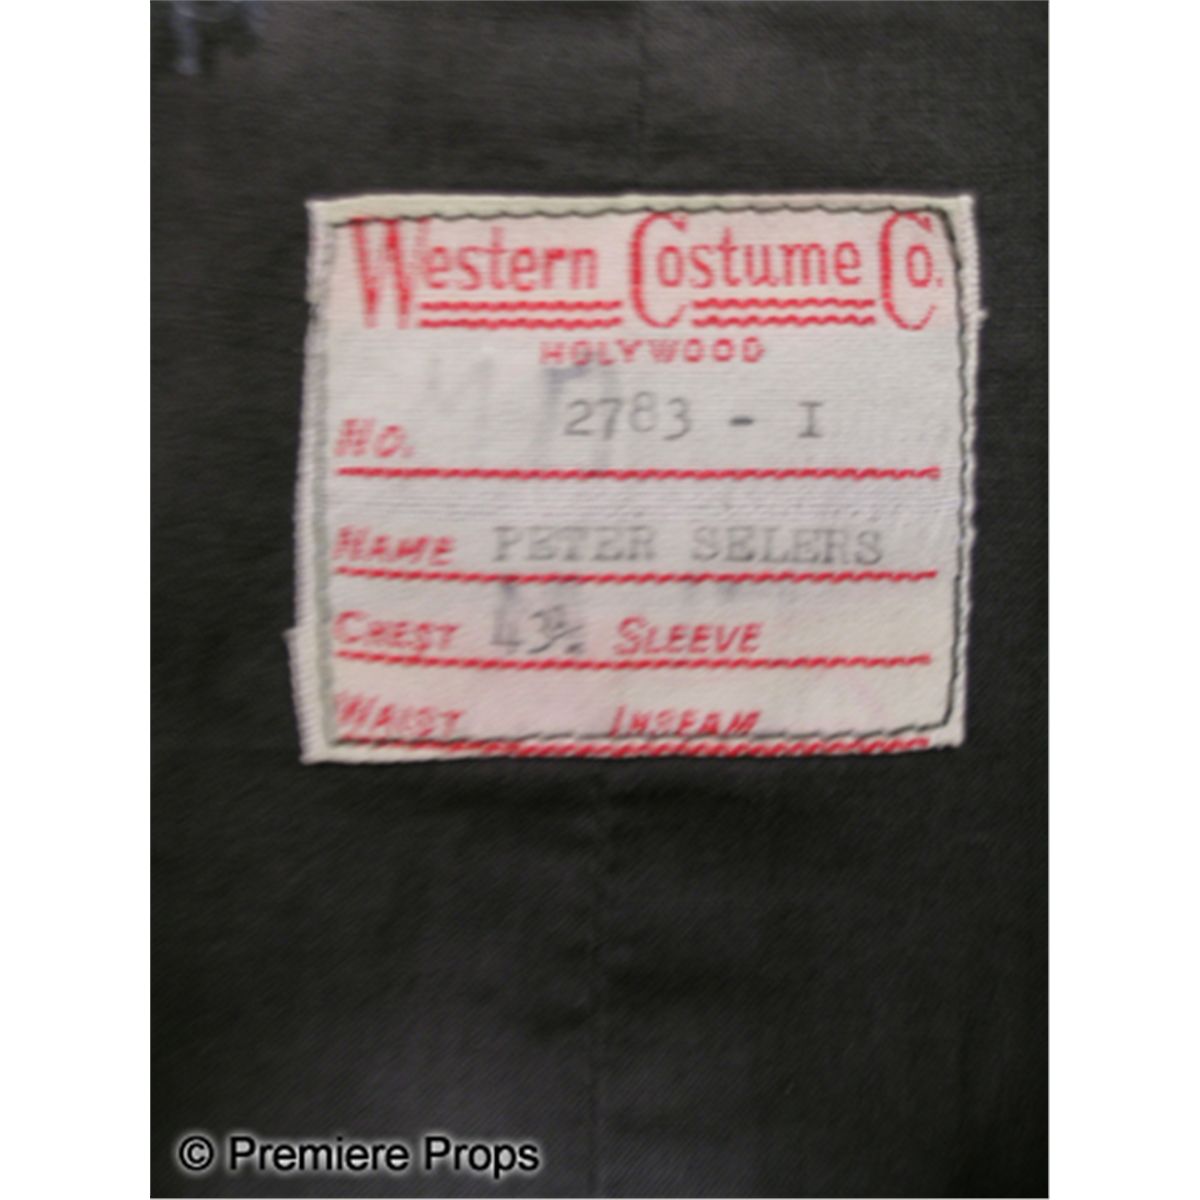 Western Costume Co.
HOLYWOOD
No. 2783 - I
NAME PETER SELERS
CHEST 43½ SLEEVE
WAIST INSEAM
© Premiere Props